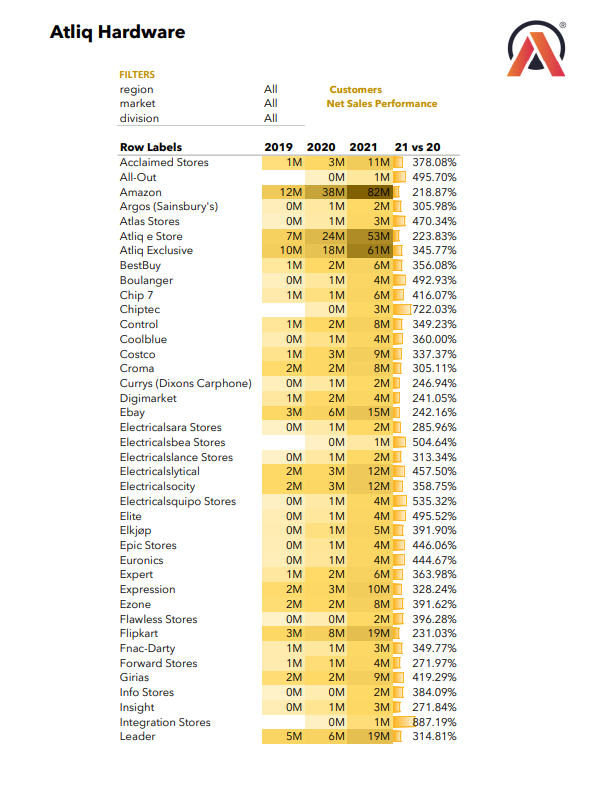 Atliq Hardware
®
FILTERS
region All Customers
market All Net Sales Performance
division All
Row Labels 2019 2020 2021 21 vs 20
Acclaimed Stores 1M 3M 11M 378.08%
All-Out 0M 1M 495.70%
Amazon 12M 38M 82M 218.87%
Argos (Sainsbury's) 0M 1M 2M 305.98%
Atlas Stores 0M 1M 3M 470.34%
Atliq e Store 7M 24M 53M 223.83%
Atliq Exclusive 10M 18M 61M 345.77%
BestBuy 1M 2M 6M 356.08%
Boulanger 0M 1M 4M 492.93%
Chip 7 1M 1M 6M 416.07%
Chiptec 0M 3M 722.03%
Control 1M 2M 8M 349.23%
Coolblue 0M 1M 4M 360.00%
Costco 1M 3M 9M 337.37%
Croma 2M 2M 8M 305.11%
Currys (Dixons Carphone) 0M 1M 2M 246.94%
Digimarket 1M 2M 4M 241.05%
Ebay 3M 6M 15M 242.16%
Electricalsara Stores 0M 1M 2M 285.96%
Electricalsbea Stores 0M 1M 504.64%
Electricalslance Stores 0M 1M 2M 313.34%
Electricalslytical 2M 3M 12M 457.50%
Electricalsocity 2M 3M 12M 358.75%
Electricalsquipo Stores 0M 1M 4M 535.32%
Elite 0M 1M 4M 495.52%
Elkjøp 0M 1M 5M 391.90%
Epic Stores 0M 1M 4M 446.06%
Euronics 0M 1M 4M 444.67%
Expert 1M 2M 6M 363.98%
Expression 2M 3M 10M 328.24%
Ezone 2M 2M 8M 391.62%
Flawless Stores 0M 0M 2M 396.28%
Flipkart 3M 8M 19M 231.03%
Fnac-Darty 1M 1M 3M 349.77%
Forward Stores 1M 1M 4M 271.97%
Girias 2M 2M 9M 419.29%
Info Stores 0M 0M 2M 384.09%
Insight 0M 1M 3M 271.84%
Integration Stores 0M 1M 887.19%
Leader 5M 6M 19M 314.81%